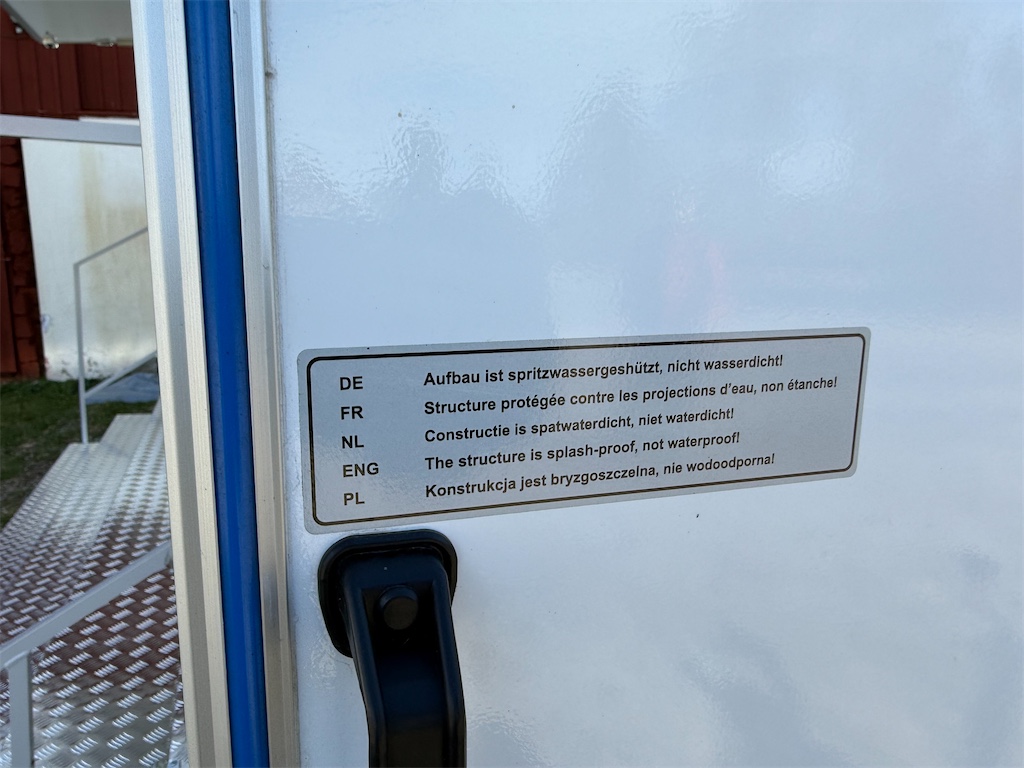 DE Aufbau ist spritzwassergeshützt, nicht wasserdicht!
FR Structure protégée contre les projections d'eau, non étanche!
NL Constructie is spatwaterdicht, niet waterdicht!
ENG The structure is splash-proof, not waterproof!
PL Konstrukcja jest bryzgoszczelna, nie wodoodporna!